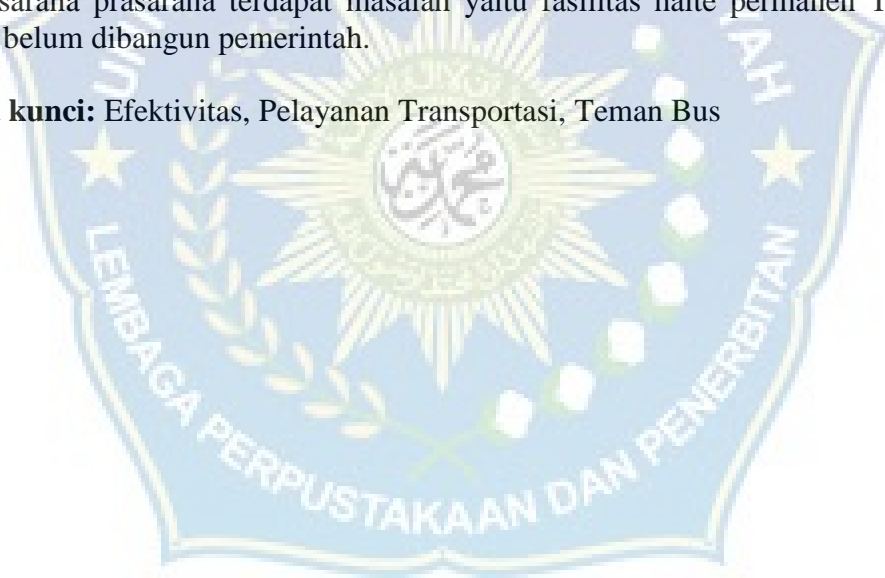 sarana prasarana terdapat masalah yaitu fasilitas halte permanen
belum dibangun pemerintah.
kunci: Efektivitas, Pelayanan Transportasi, Teman Bus
LEMBAGA PERPUSTAKAAN DAN PENERBITAN